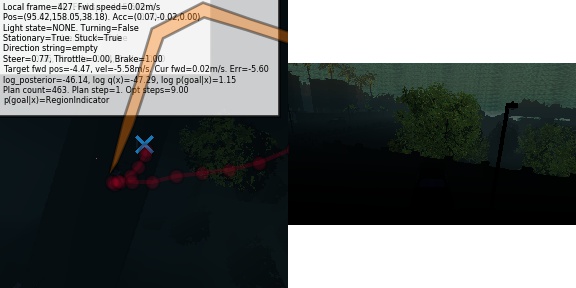 Local frame=427. Fwd speed=0.02m/s
Pos=(95.42,158.05,38.18). Acc=(0.07,-0.02,0.00)
Light state=NONE. Turning=False
Stationary=True. Stuck=True
Direction string=empty
Steer=0.77, Throttle=0.00, Brake=1.00
Target fwd pos=-4.47, vel=-5.58m/s. Cur fwd=0.02m/s. Err=-5.60
log_posterior=-46.14, log q(x)=-47.29, log p(goal|x)=1.15
Plan count=463. Plan step=1. Opt steps=9.00
p(goal|x)=RegionIndicator